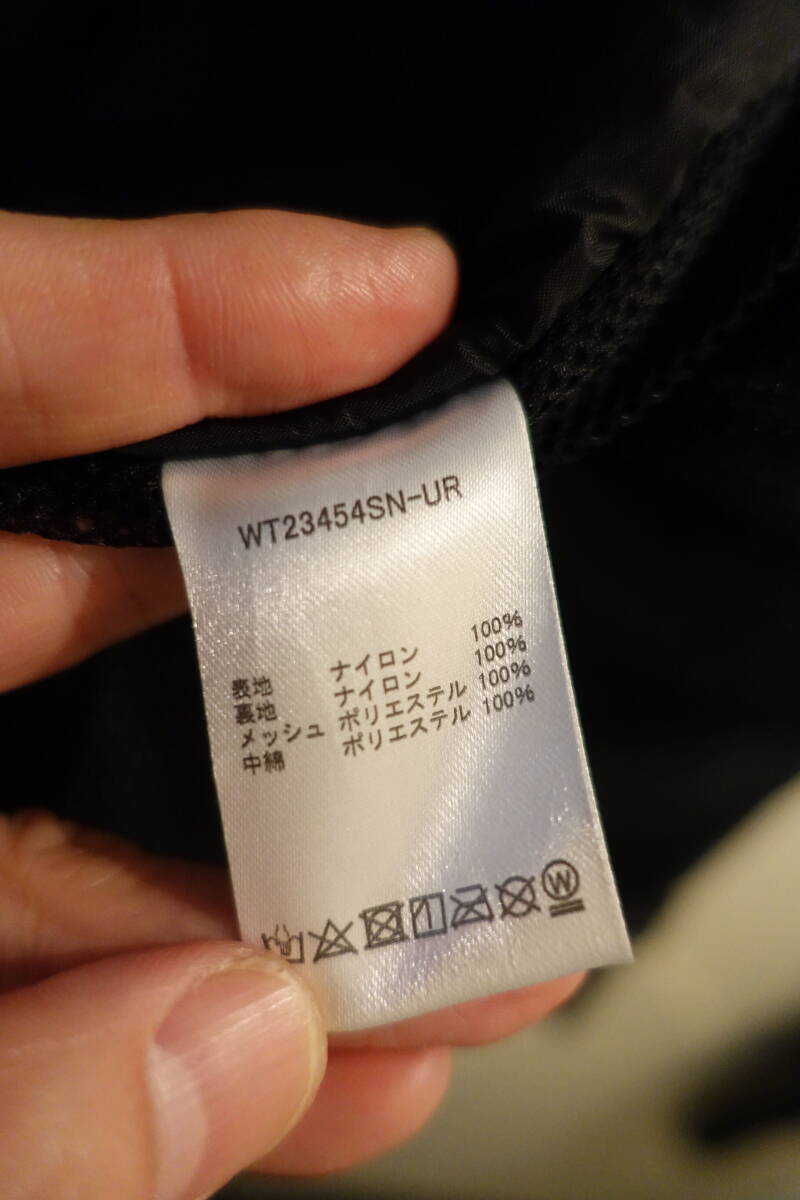 WT23454SN-UR
表地 ナイロン 100%
裏地 ナイロン 100%
メッシュ ポリエステル 100%
中綿 ポリエステル 100%
W